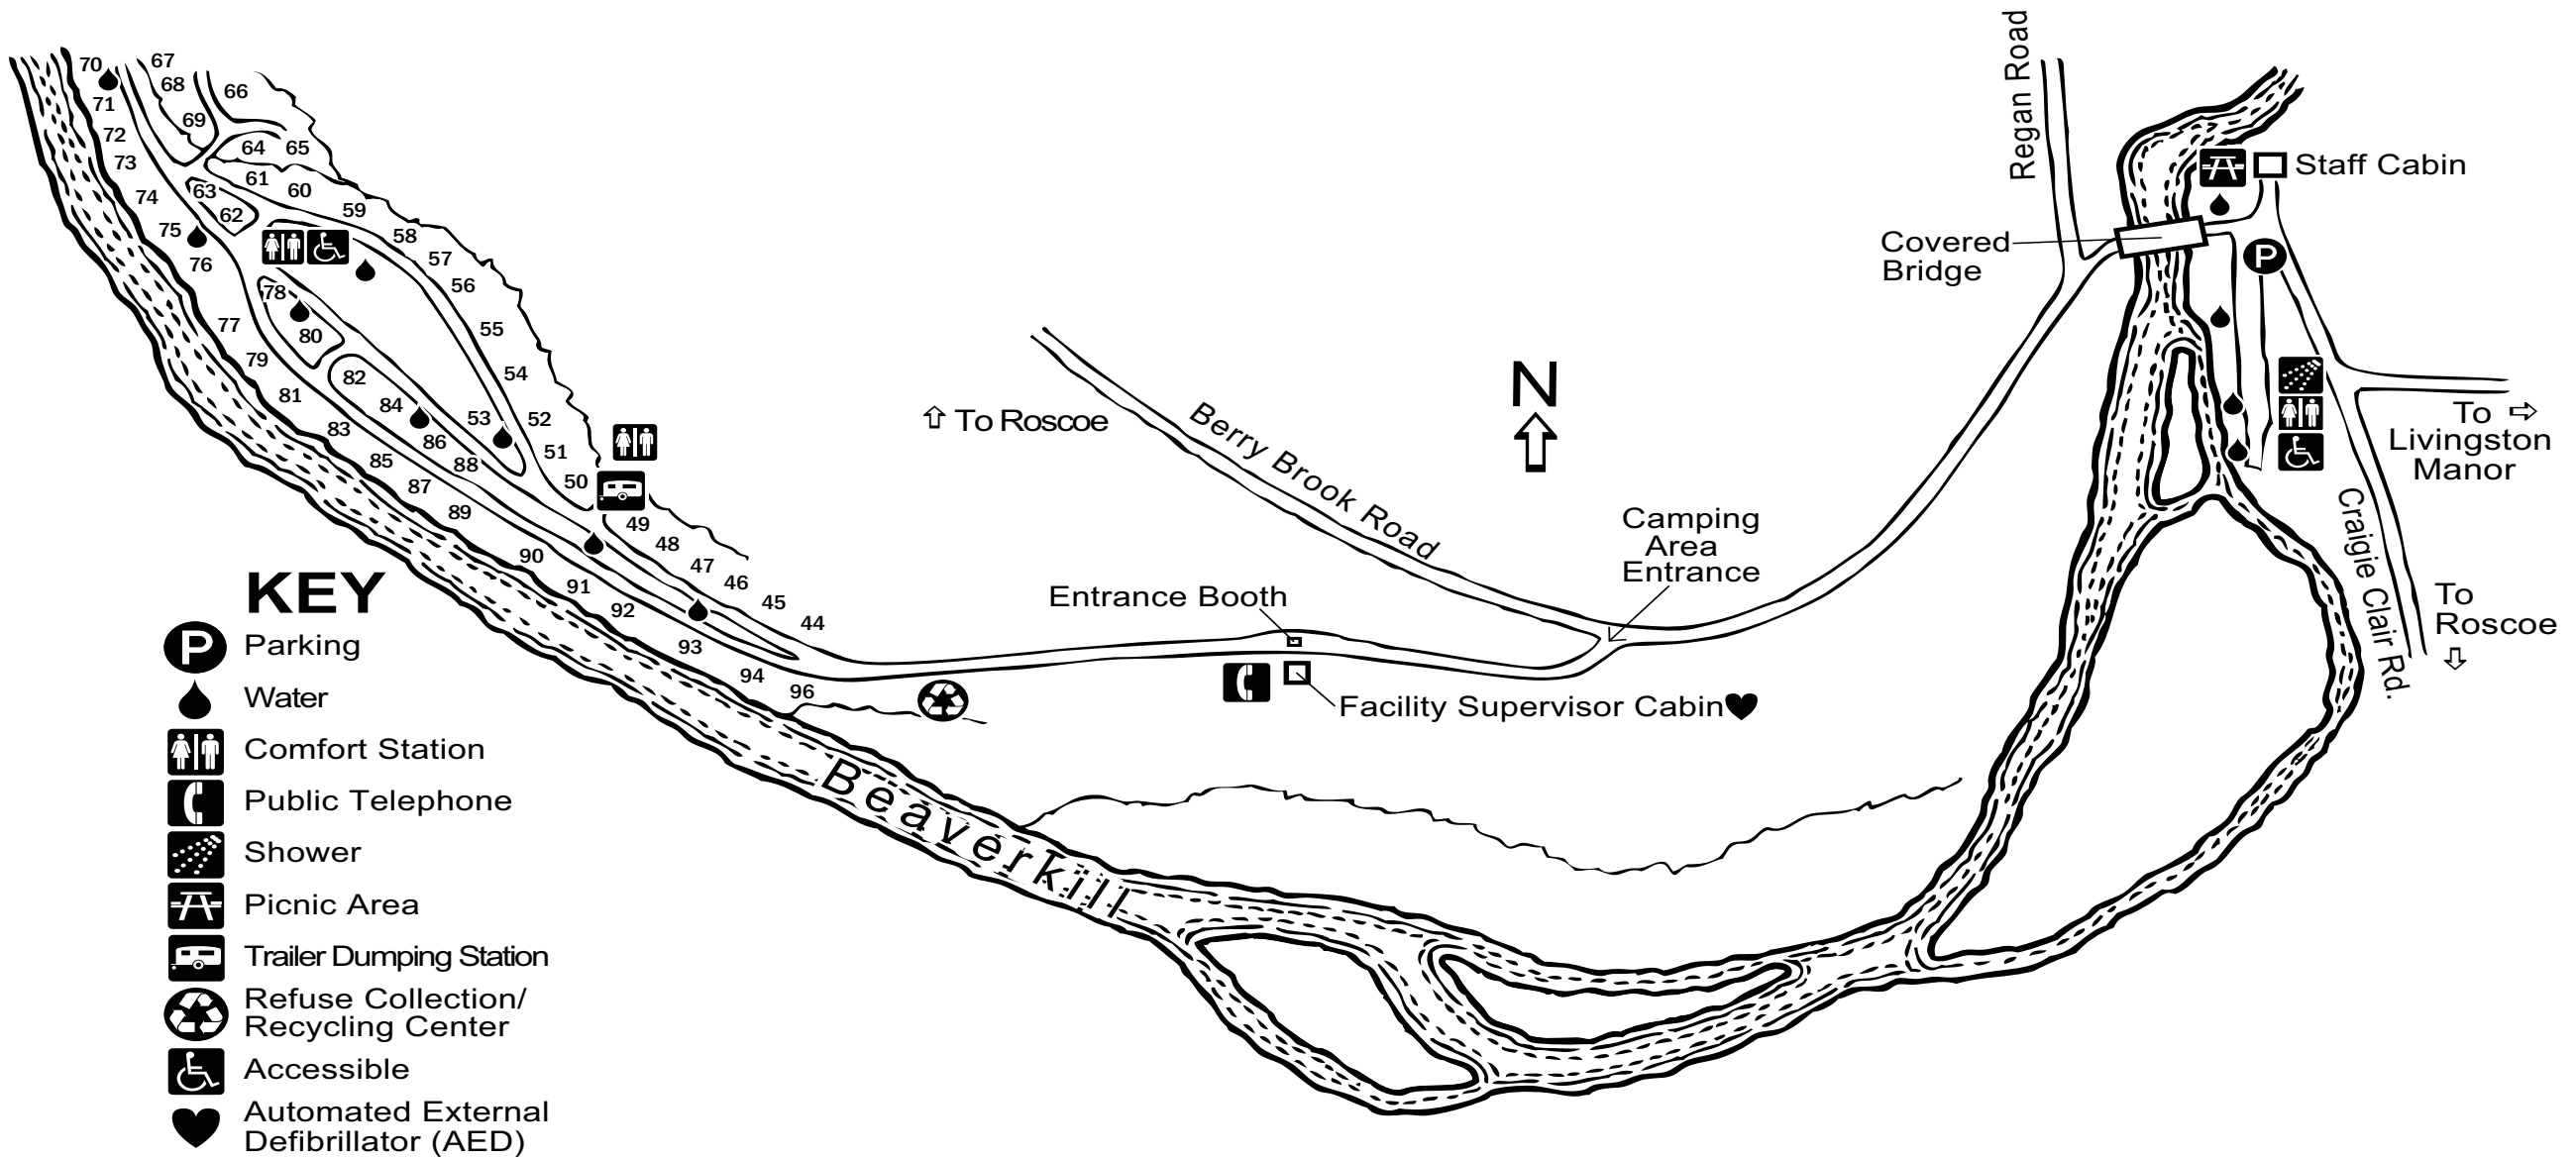 70
67
68
66
71
69
72
64
65
73
61
60
63
74
62
59
75
58
76
57
56
78
77
80
55
79
82
54
81
84
53
52
83
86
51
85
88
50
87
89
49
48
90
47
46
91
45
92
44
93
94
96
Regan Road
Staff Cabin
Covered
Bridge
P
To Roscoe
N
Berry Brook Road
To
Livingston
Manor
Craigie Clair Rd.
Camping
Area
Entrance
Entrance Booth
To
Roscoe
Facility Supervisor Cabin
Beaverkill
KEY
P Parking
Water
Comfort Station
Public Telephone
Shower
Picnic Area
Trailer Dumping Station
Refuse Collection/
Recycling Center
Accessible
Automated External
Defibrillator (AED)